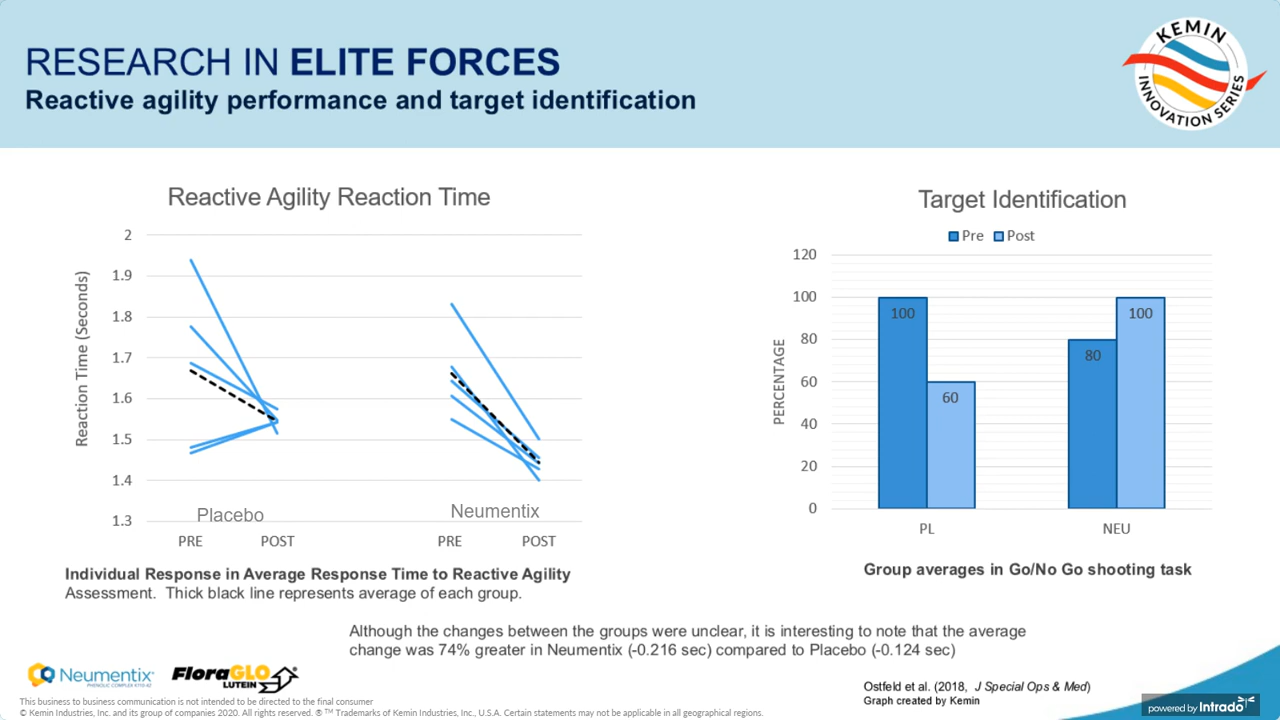 RESEARCH IN ELITE FORCES
Reactive agility performance and target identification
KEMIN
INNOVATION SERIES
Reactive Agility Reaction Time
Reaction Time (Seconds)
2
1.9
1.8
1.7
1.6
1.5
1.4
1.3
Placebo
Neumentix
PRE
POST
PRE
POST
Individual Response in Average Response Time to Reactive Agility
Assessment. Thick black line represents average of each group.
Target Identification
Pre
Post
PERCENTAGE
120
100
80
60
40
20
0
100
60
80
100
PL
NEU
Group averages in Go/No Go shooting task
Although the changes between the groups were unclear, it is interesting to note that the average
change was 74% greater in Neumentix (-0.216 sec) compared to Placebo (-0.124 sec)
Neumentix
PHENOLIC COMPLEX K110-42
FloraGLO
LUTEIN
Ostfeld et al. (2018, J Special Ops & Med)
Graph created by Kemin
This business to business communication is not intended to be directed to the final consumer
© Kemin Industries, Inc. and its group of companies 2020. All rights reserved. ® ™ Trademarks of Kemin Industries, Inc., U.S.A. Certain statements may not be applicable in all geographical regions.
powered by Intrado